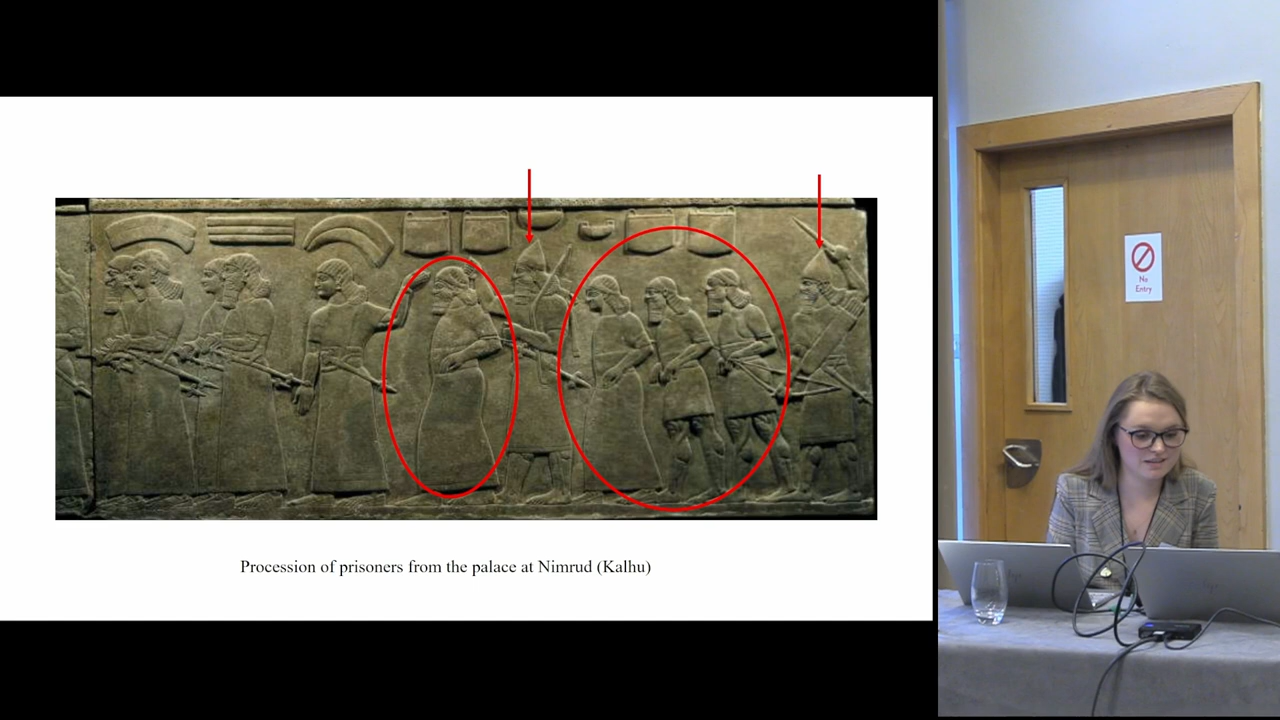 Procession of prisoners from the palace at Nimrud (Kalhu)
No
Entry